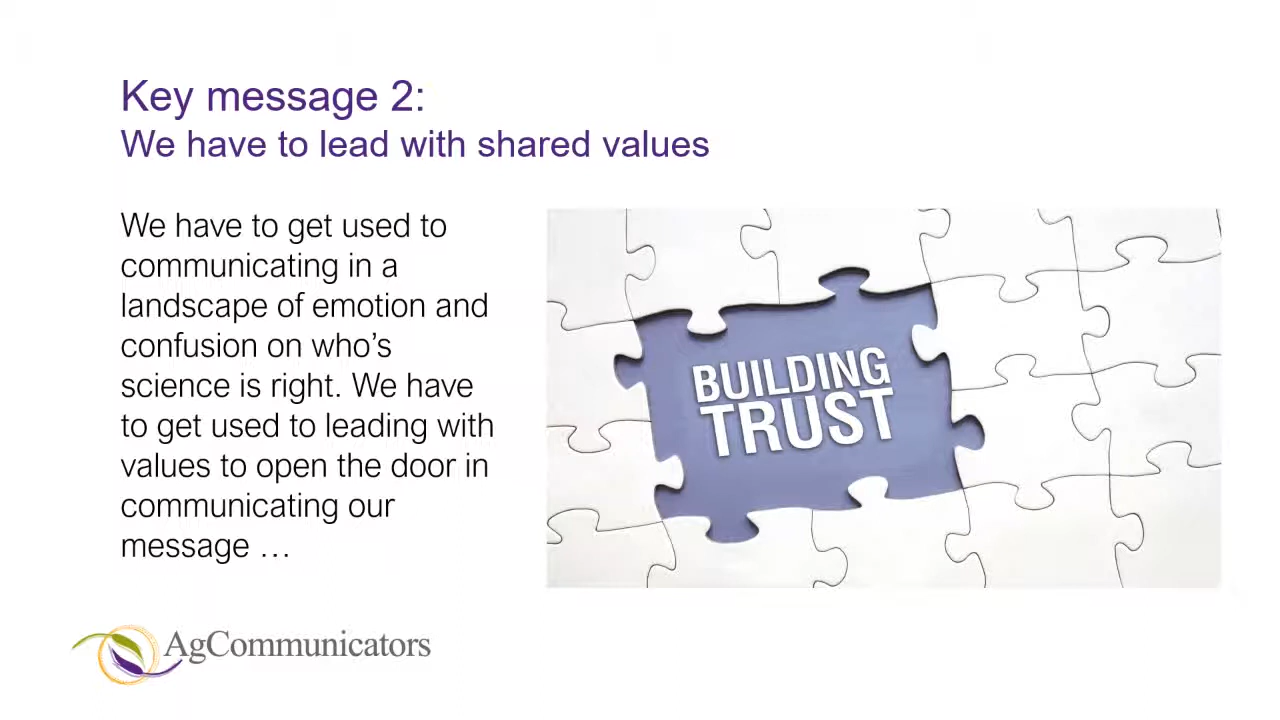 Key message 2:
We have to lead with shared values
We have to get used to
communicating in a
landscape of emotion and
confusion on who's
science is right. We have
to get used to leading with
values to open the door in
communicating our
message …
BUILDING
TRUST
AgCommunicators